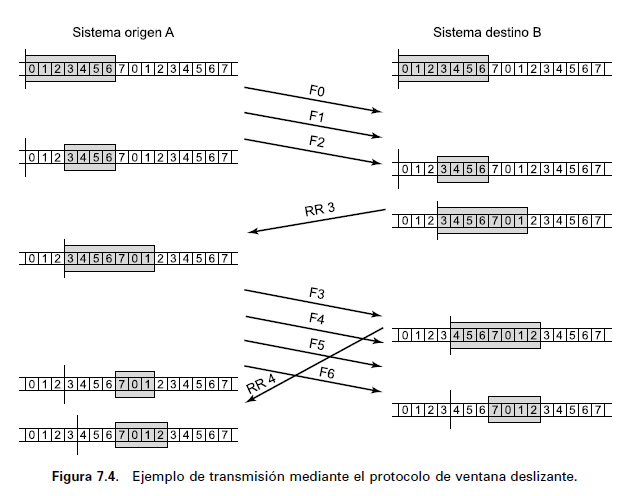 Sistema origen A
Sistema destino B
0 1 2 3 4 5 6 7 0 1 2 3 4 5 6 7
0 1 2 3 4 5 6 7 0 1 2 3 4 5 6 7
F0
F1
F2
0 1 2 3 4 5 6 7 0 1 2 3 4 5 6 7
0 1 2 3 4 5 6 7 0 1 2 3 4 5 6 7
RR 3
0 1 2 3 4 5 6 7 0 1 2 3 4 5 6 7
0 1 2 3 4 5 6 7 0 1 2 3 4 5 6 7
F3
F4
F5
F6
RR 4
0 1 2 3 4 5 6 7 0 1 2 3 4 5 6 7
0 1 2 3 4 5 6 7 0 1 2 3 4 5 6 7
0 1 2 3 4 5 6 7 0 1 2 3 4 5 6 7
0 1 2 3 4 5 6 7 0 1 2 3 4 5 6 7
Figura 7.4. Ejemplo de transmisión mediante el protocolo de ventana deslizante.